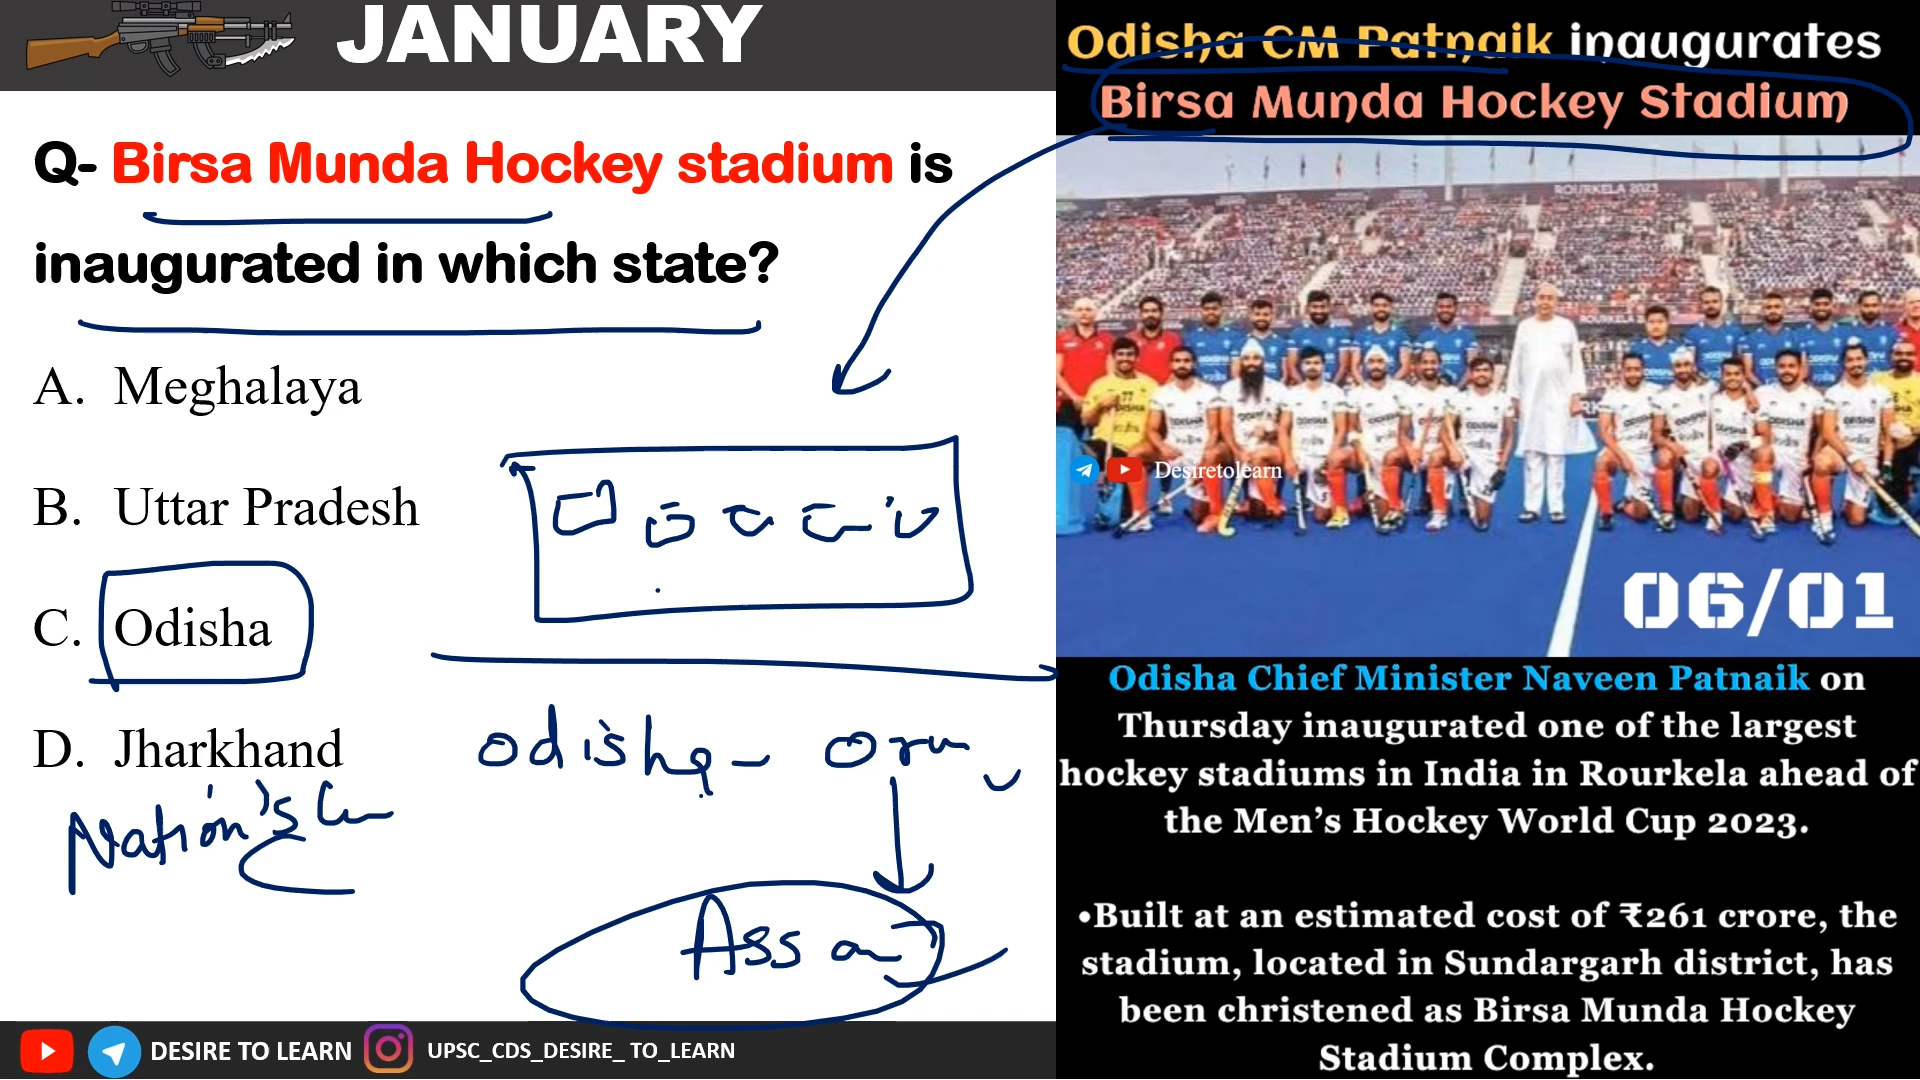 JANUARY
Q- Birsa Munda Hockey stadium is
inaugurated in which state?
A. Meghalaya
B. Uttar Pradesh
C. Odisha
D. Jharkhand
Nation's
odisha -
DESIRE TO LEARN
UPSC_CDS_DESIRE_ TO_LEARN
Odisha CM Patnaik inaugurates
Birsa Munda Hockey Stadium
ROURKELA 2023
Desiretolearn
06/01
Odisha Chief Minister Naveen Patnaik on
Thursday inaugurated one of the largest
hockey stadiums in India in Rourkela ahead of
the Men’s Hockey World Cup 2023.
•Built at an estimated cost of ₹261 crore, the
stadium, located in Sundargarh district, has
been christened as Birsa Munda Hockey
Stadium Complex.